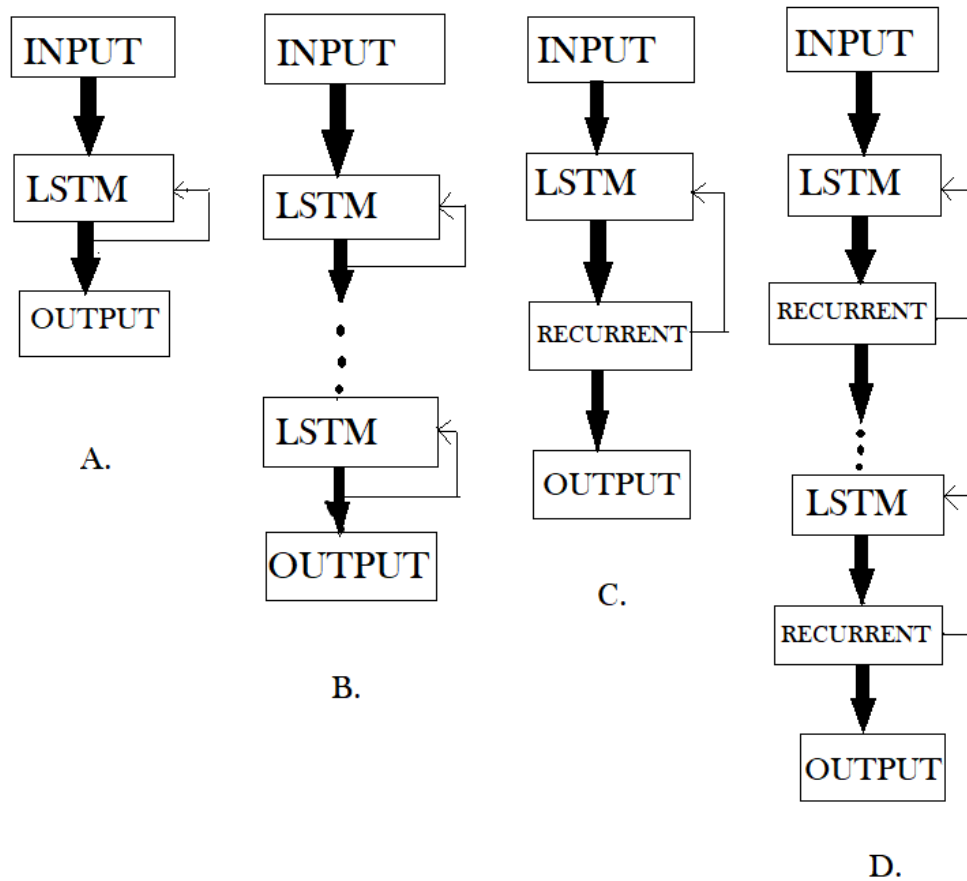 INPUT
LSTM
OUTPUT
A.
INPUT
LSTM
LSTM
OUTPUT
B.
INPUT
LSTM
RECURRENT
OUTPUT
C.
INPUT
LSTM
RECURRENT
LSTM
RECURRENT
OUTPUT
D.